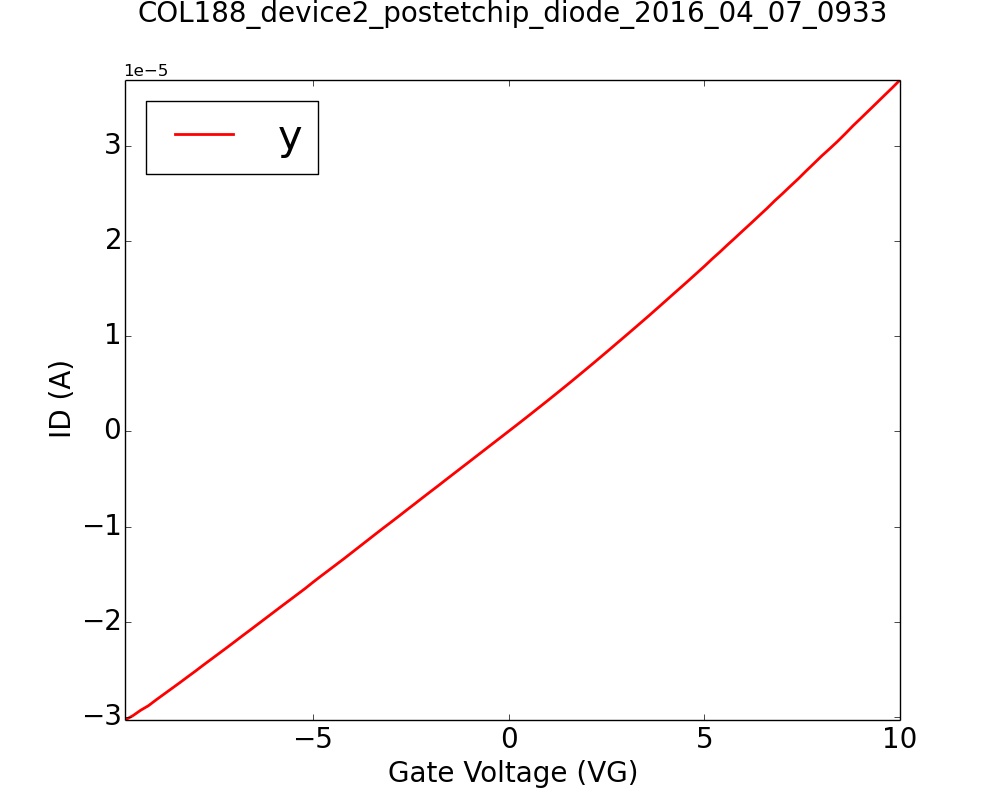 COL188_device2_postetchip_diode_2016_04_07_0933
1e−5
y
3
2
1
0
−1
−2
−3
ID (A)
−5 0 5 10
Gate Voltage (VG)